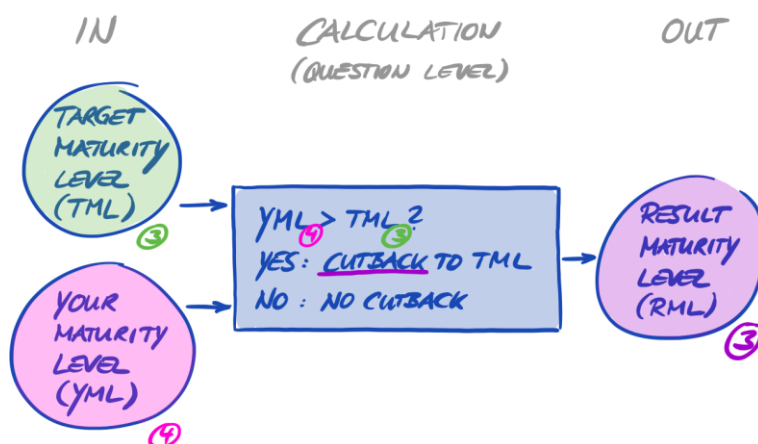 IN
CALCULATION
(QUESTION LEVEL)
OUT
TARGET
MATURITY
LEVEL
(TML)
3
YOUR
MATURITY
LEVEL
(YML)
4
YML > TML ?
4 3
YES: CUTBACK TO TML
NO: NO CUTBACK
RESULT
MATURITY
LEVEL
(RML)
3